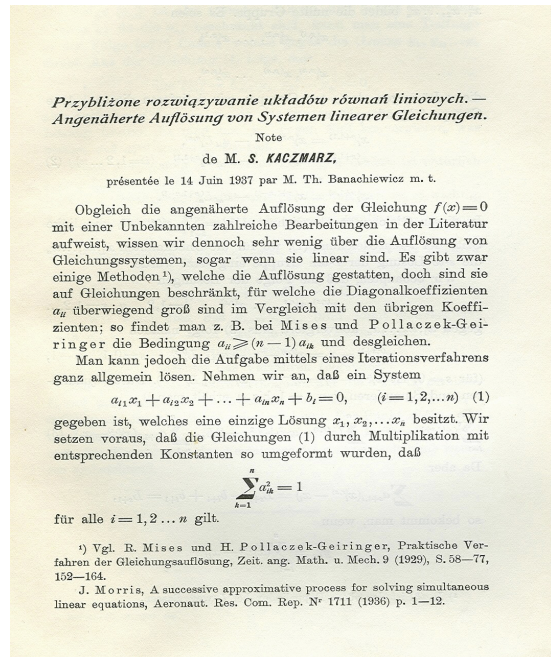 Przybliżone rozwiązywanie układów równań liniowych. —
Angenäherte Auflösung von Systemen linearer Gleichungen.
Note
de M. S. KACZMARZ,
présentée le 14 Juin 1937 par M. Th. Banachiewicz m. t.
Obgleich die angenäherte Auflösung der Gleichung f(x)=0
mit einer Unbekannten zahlreiche Bearbeitungen in der Literatur
aufweist, wissen wir dennoch sehr wenig über die Auflösung von
Gleichungssystemen, sogar wenn sie linear sind. Es gibt zwar
einige Methoden¹), welche die Auflösung gestatten, doch sind sie
auf Gleichungen beschränkt, für welche die Diagonalkoeffizienten
aᵢᵢ überwiegend groß sind im Vergleich mit den übrigen Koeffi-
zienten; so findet man z. B. bei Mises und Pollaczek-Gei-
ringer die Bedingung aᵢᵢ ⩾ (n — 1) aᵢₖ und desgleichen.
Man kann jedoch die Aufgabe mittels eines Iterationsverfahrens
ganz allgemein lösen. Nehmen wir an, daß ein System
aᵢ₁x₁ + aᵢ₂x₂ + ... + aᵢₙxₙ + bᵢ = 0, (i = 1, 2, ... n) (1)
gegeben ist, welches eine einzige Lösung x₁, x₂, ... xₙ besitzt. Wir
setzen voraus, daß die Gleichungen (1) durch Multiplikation mit
entsprechenden Konstanten so umgeformt wurden, daß
n
∑ a²ᵢₖ = 1
k=1
für alle i = 1, 2 ... n gilt.
¹) Vgl. R. Mises und H. Pollaczek-Geiringer, Praktische Ver-
fahren der Gleichungsauflösung, Zeit. ang. Math. u. Mech. 9 (1929), S. 58—77,
152—164.
J. Morris, A successive approximative process for solving simultaneous
linear equations, Aeronaut. Res. Com. Rep. Nʳ 1711 (1936) p. 1—12.